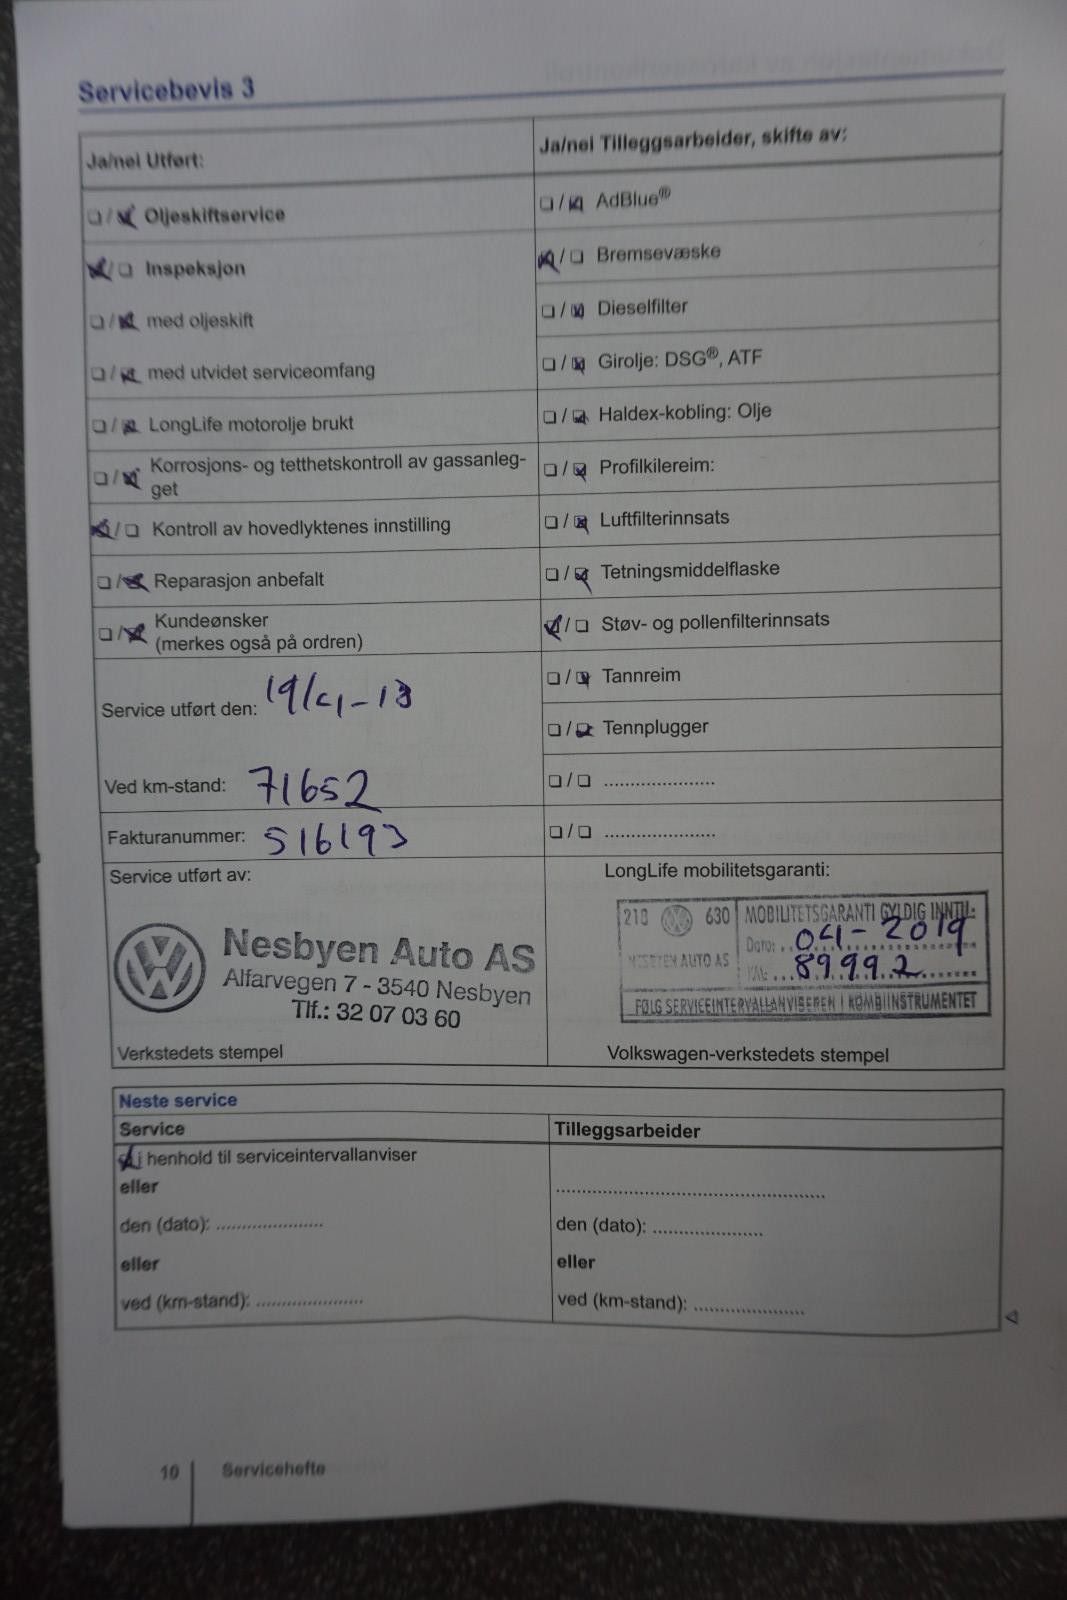 Servicebevis 3
Ja/nei Utført:
☐ / ☑ Oljeskiftservice
☑ / ☐ Inspeksjon
☐ / ☑ med oljeskift
☐ / ☑ med utvidet serviceomfang
☐ / ☑ LongLife motorolje brukt
☐ / ☑ Korrosjons- og tetthetskontroll av gassanleg-
get
☑ / ☐ Kontroll av hovedlyktenes innstilling
☐ / ☑ Reparasjon anbefalt
☐ / ☑ Kundeønsker
(merkes også på ordren)
Service utført den:
Ved km-stand: 71652
Fakturanummer: 516193
Service utført av:
Nesbyen Auto AS
Alfarvegen 7 - 3540 Nesbyen
Tlf.: 32 07 03 60
Verkstedets stempel
Ja/nei Tilleggsarbeider, skifte av:
☐ / ☑ AdBlue®
☑ / ☐ Bremsevæske
☐ / ☑ Dieselfilter
☐ / ☑ Girolje: DSG®, ATF
☐ / ☑ Haldex-kobling: Olje
☐ / ☑ Profilkilereim:
☐ / ☑ Luftfilterinnsats
☐ / ☑ Tetningsmiddelflaske
☑ / ☐ Støv- og pollenfilterinnsats
☐ / ☑ Tannreim
☐ / ☑ Tennplugger
☐ / ☐ .....................
☐ / ☐ .....................
LongLife mobilitetsgaranti:
210 630 MOBILITETSGARANTI GYLDIG INNTIL:
Dato: 04-2019
NESBYEN AUTO AS KM: 89992
FØLG SERVICEINTERVALLANVISEREN I KOMBIINSTRUMENTET
Volkswagen-verkstedets stempel
Neste service
Service
☑ i henhold til serviceintervallanviser
eller
den (dato): .....................
eller
ved (km-stand): .....................
Tilleggsarbeider
.....................................................
den (dato): .....................
eller
ved (km-stand): .....................
10 Servicehefte